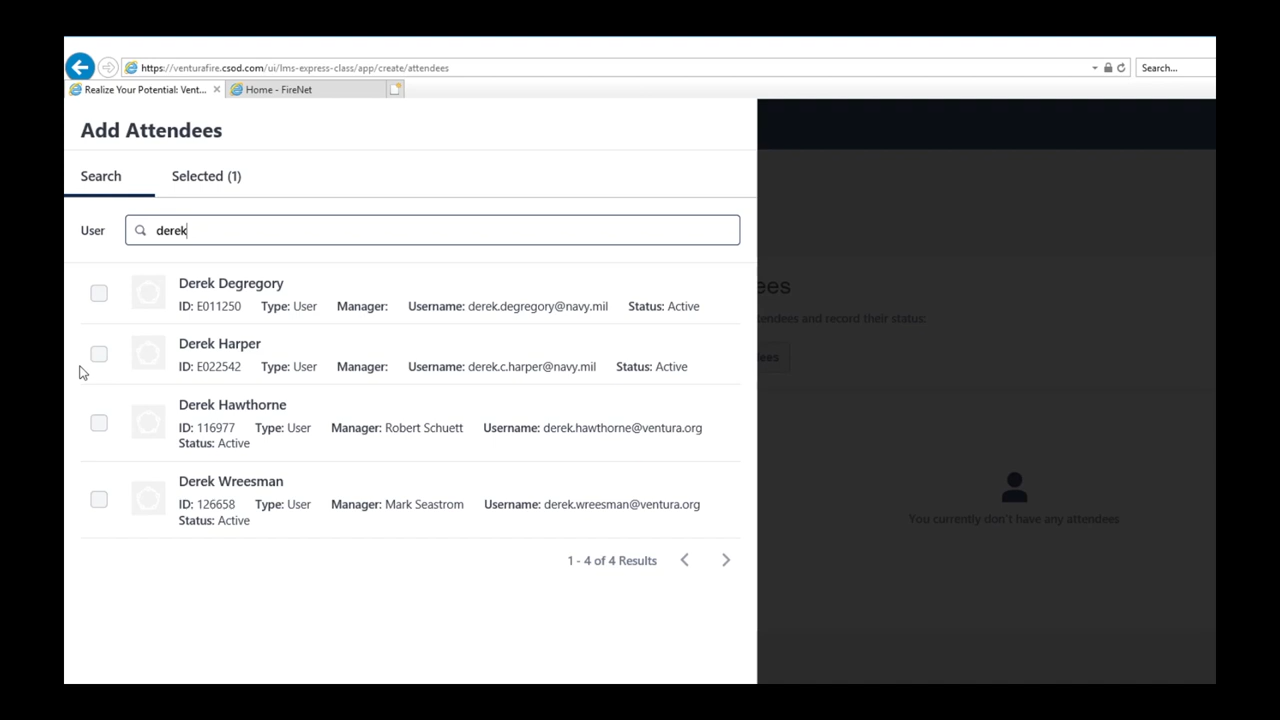 https://venturafire.csod.com/ui/lms-express-class/app/create/attendees
Search...
Realize Your Potential: Vent...
Home - FireNet
Add Attendees
Search
Selected (1)
User
derek
Derek Degregory
ID: E011250 Type: User Manager: Username: derek.degregory@navy.mil Status: Active
Derek Harper
ID: E022542 Type: User Manager: Username: derek.c.harper@navy.mil Status: Active
Derek Hawthorne
ID: 116977 Type: User Manager: Robert Schuett Username: derek.hawthorne@ventura.org
Status: Active
Derek Wreesman
ID: 126658 Type: User Manager: Mark Seastrom Username: derek.wreesman@ventura.org
Status: Active
1 - 4 of 4 Results
ees
tendees and record their status:
ees
You currently don't have any attendees